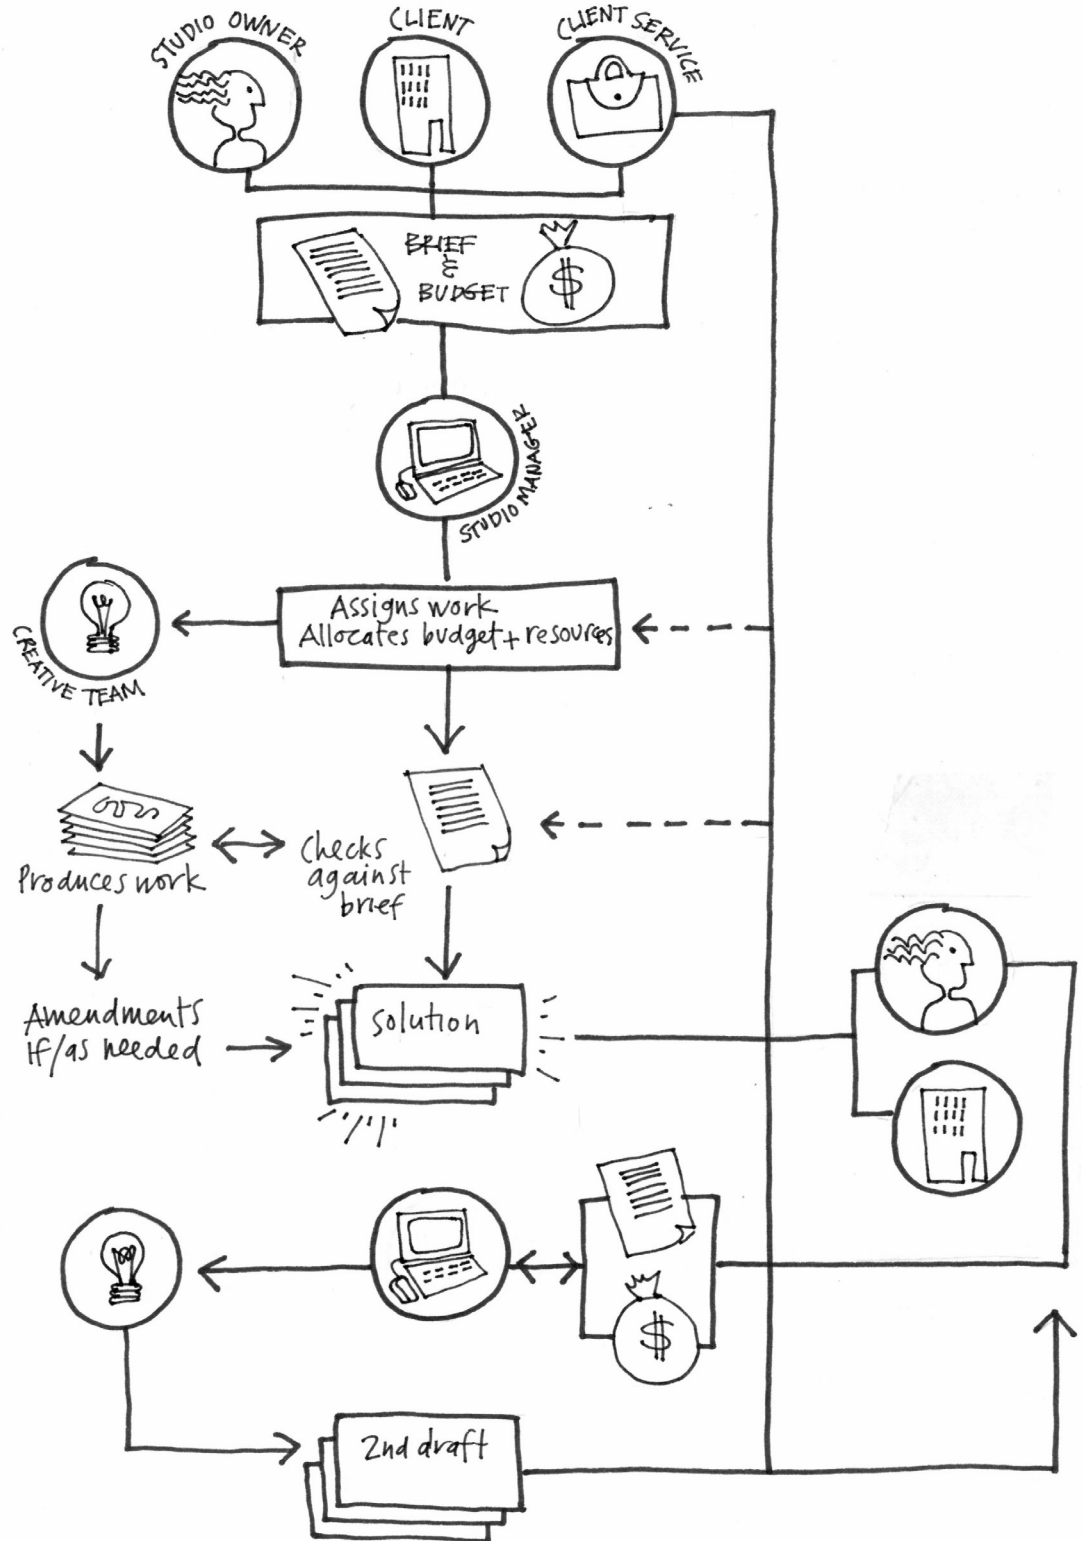 STUDIO OWNER
CLIENT
CLIENT SERVICE
BRIEF
&
BUDGET
$
STUDIO MANAGER
Assigns work
Allocates budget + resources
CREATIVE TEAM
Produces work
Checks
against
brief
Amendments
If/as needed
Solution
$
2nd draft